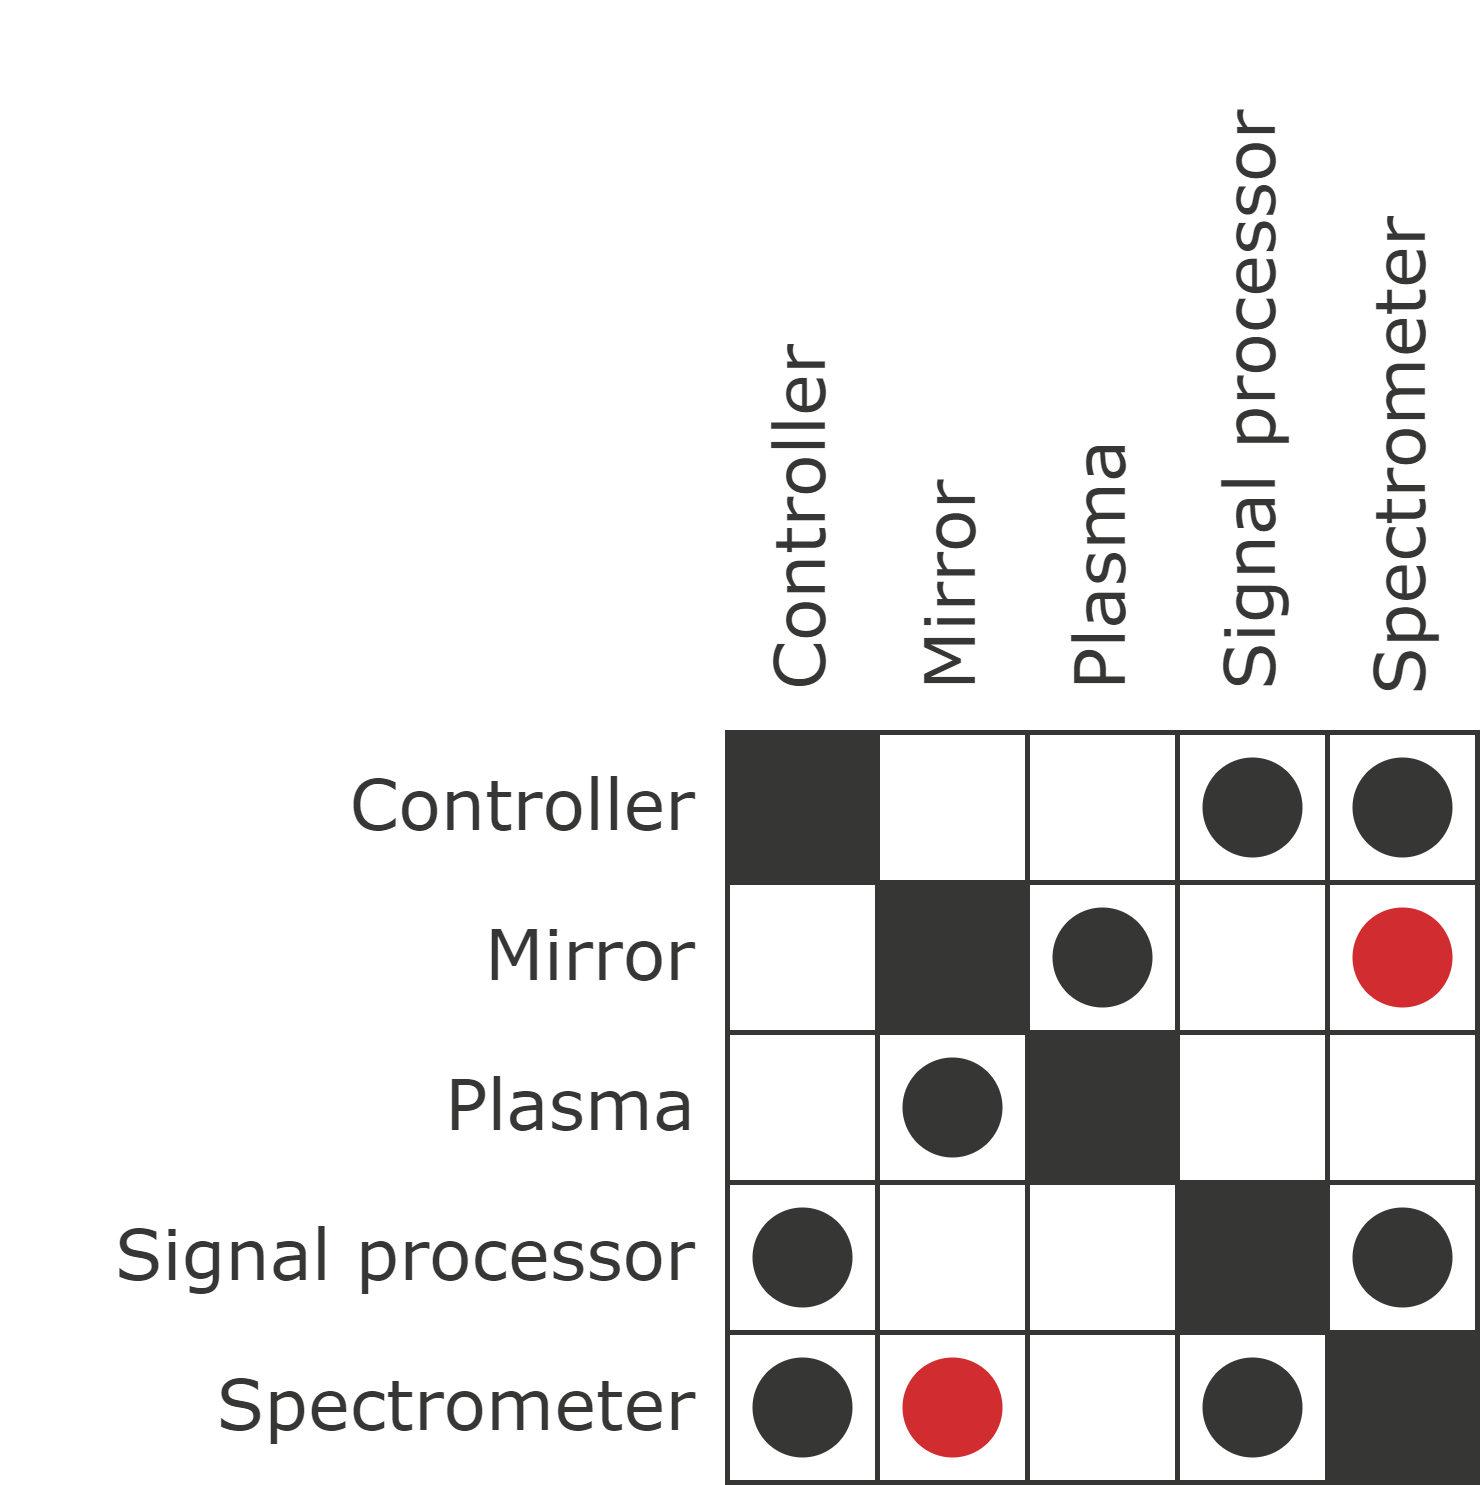 Controller
Mirror
Plasma
Signal processor
Spectrometer
Controller
Mirror
Plasma
Signal processor
Spectrometer